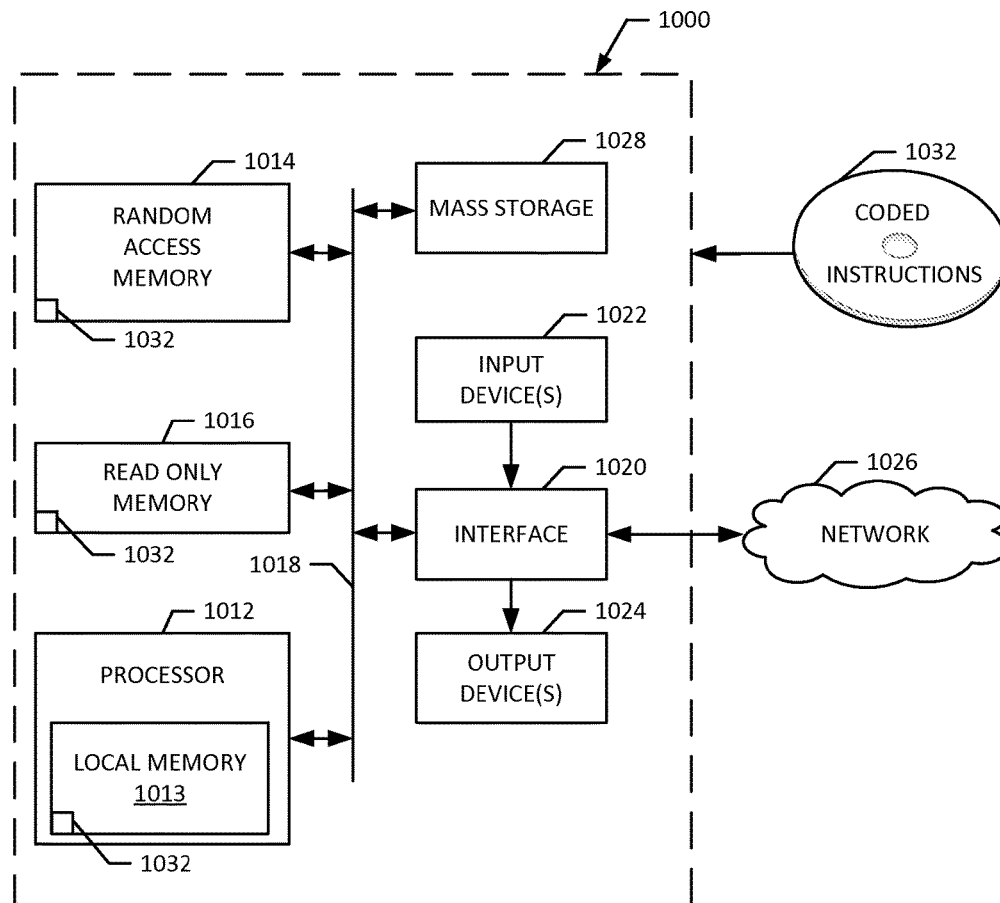 1000
1014
RANDOM
ACCESS
MEMORY
1032
1028
MASS STORAGE
1032
CODED
INSTRUCTIONS
1022
INPUT
DEVICE(S)
1016
READ ONLY
MEMORY
1032
1018
1020
INTERFACE
1026
NETWORK
1012
PROCESSOR
LOCAL MEMORY
1013
1032
1024
OUTPUT
DEVICE(S)